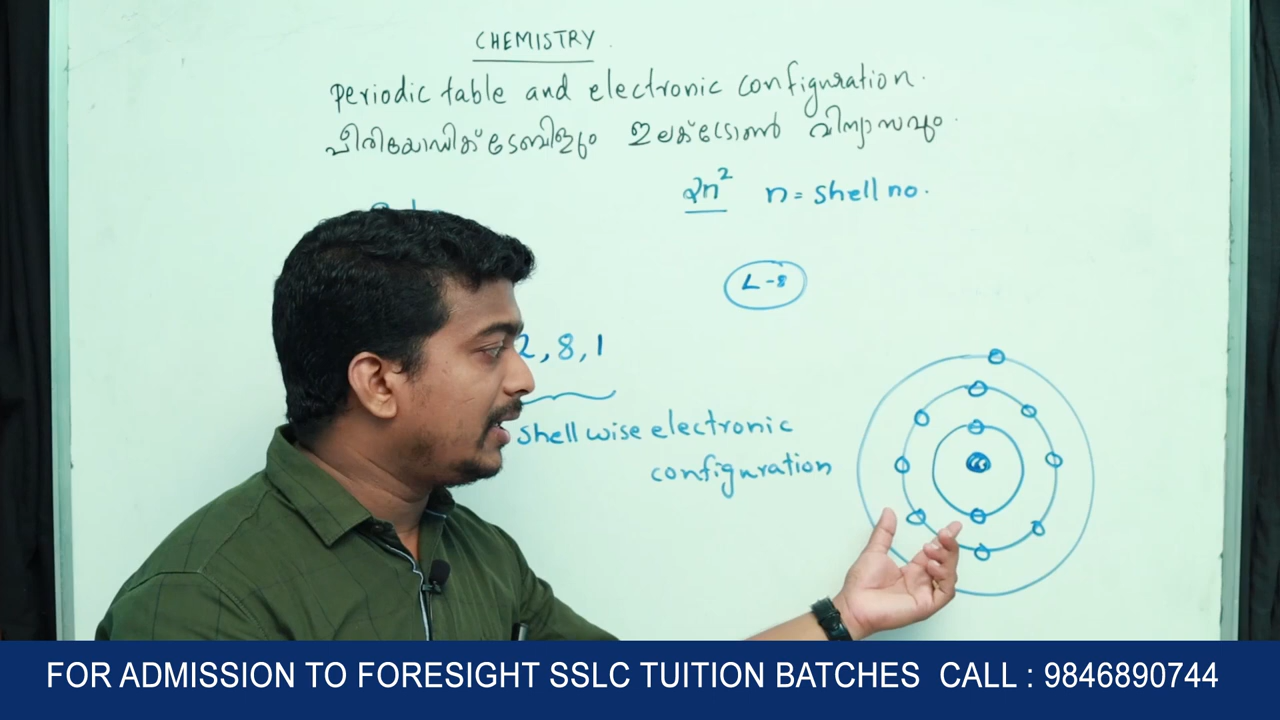 CHEMISTRY.
Periodic table and electronic configuration.
പീരിയോഡിക് ടേബിളും ഇലക്ട്രോൺ വിന്യാസവും.
2n² n = shell no.
L - 8
2, 8, 1
shell wise electronic
configuration
FOR ADMISSION TO FORESIGHT SSLC TUITION BATCHES CALL : 9846890744